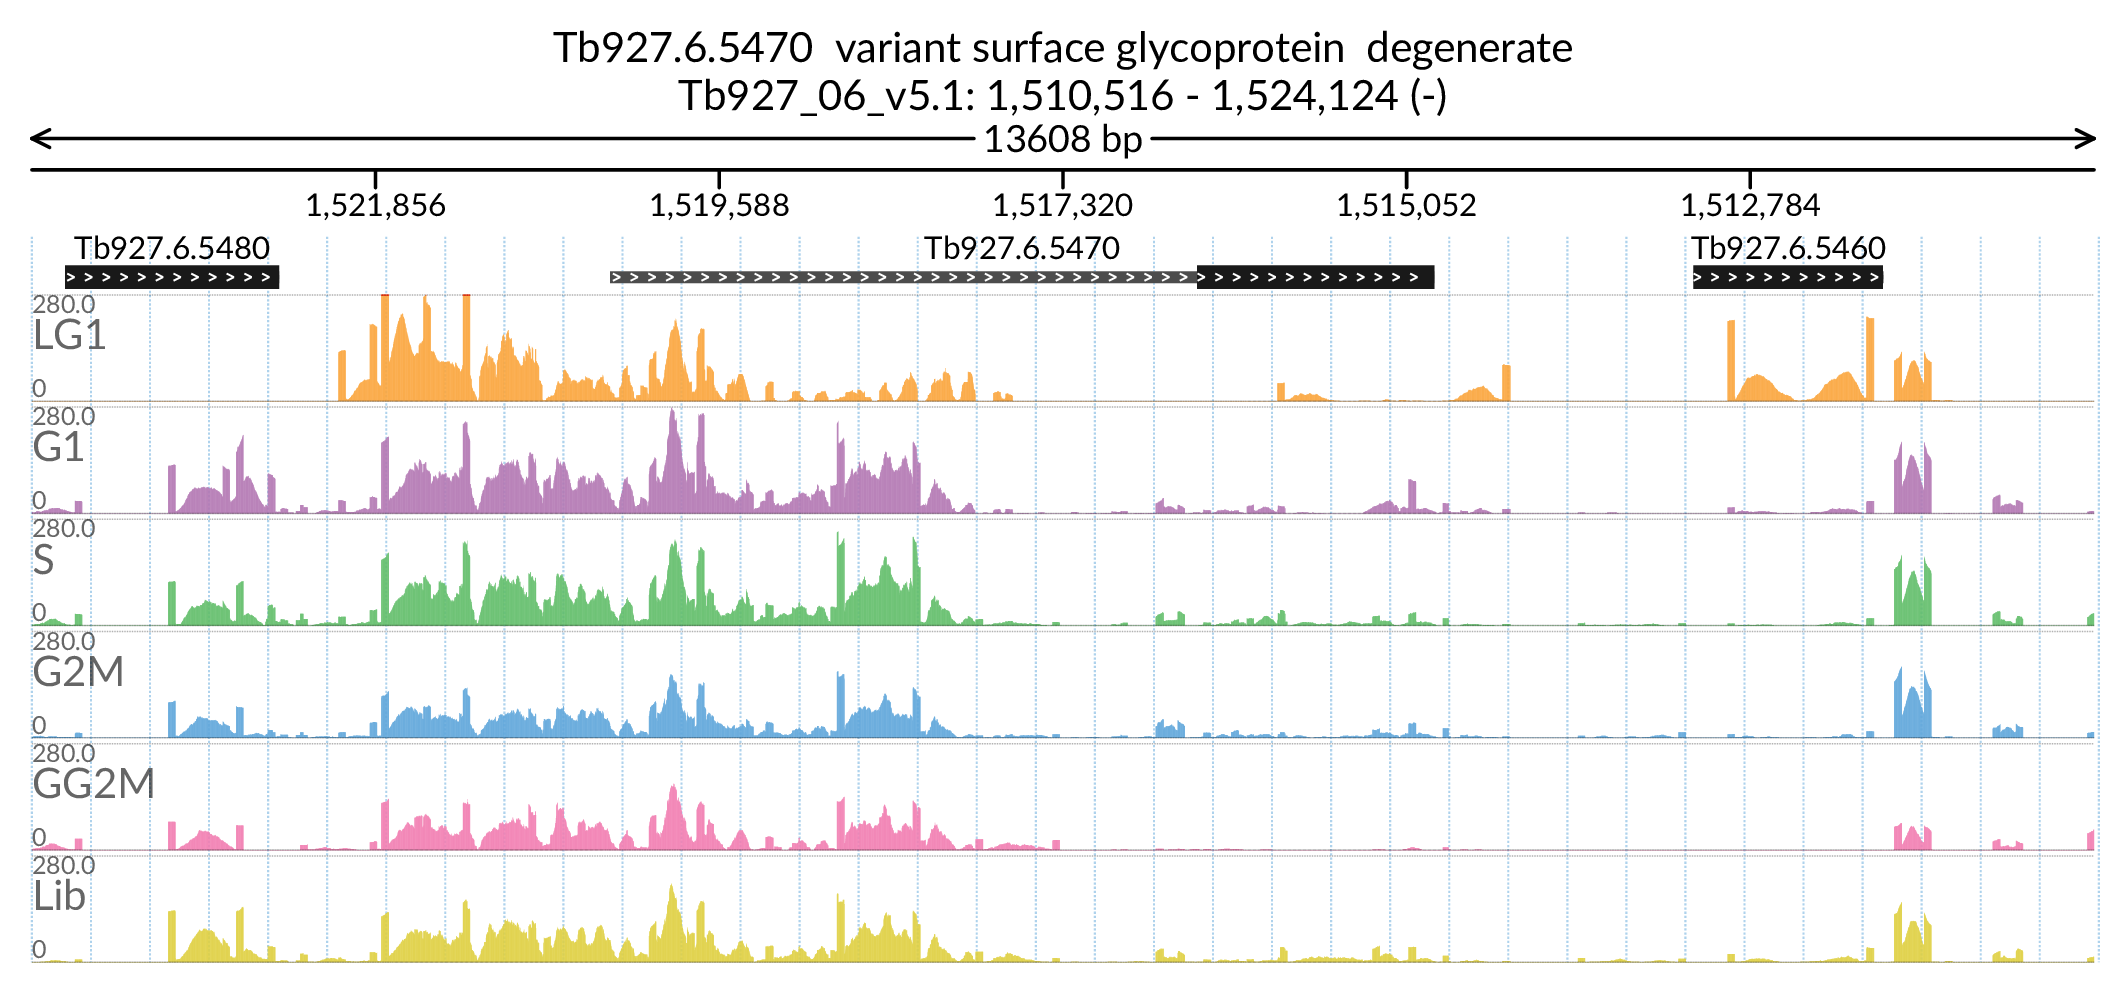 Tb927.6.5470  variant surface glycoprotein  degenerate
Tb927_06_v5.1: 1,510,516 - 1,524,124 (-)
13608 bp
1,521,856 1,519,588 1,517,320 1,515,052 1,512,784
Tb927.6.5480 Tb927.6.5470 Tb927.6.5460
280.0
LG1
0
280.0
G1
0
280.0
S
0
280.0
G2M
0
280.0
GG2M
0
280.0
Lib
0